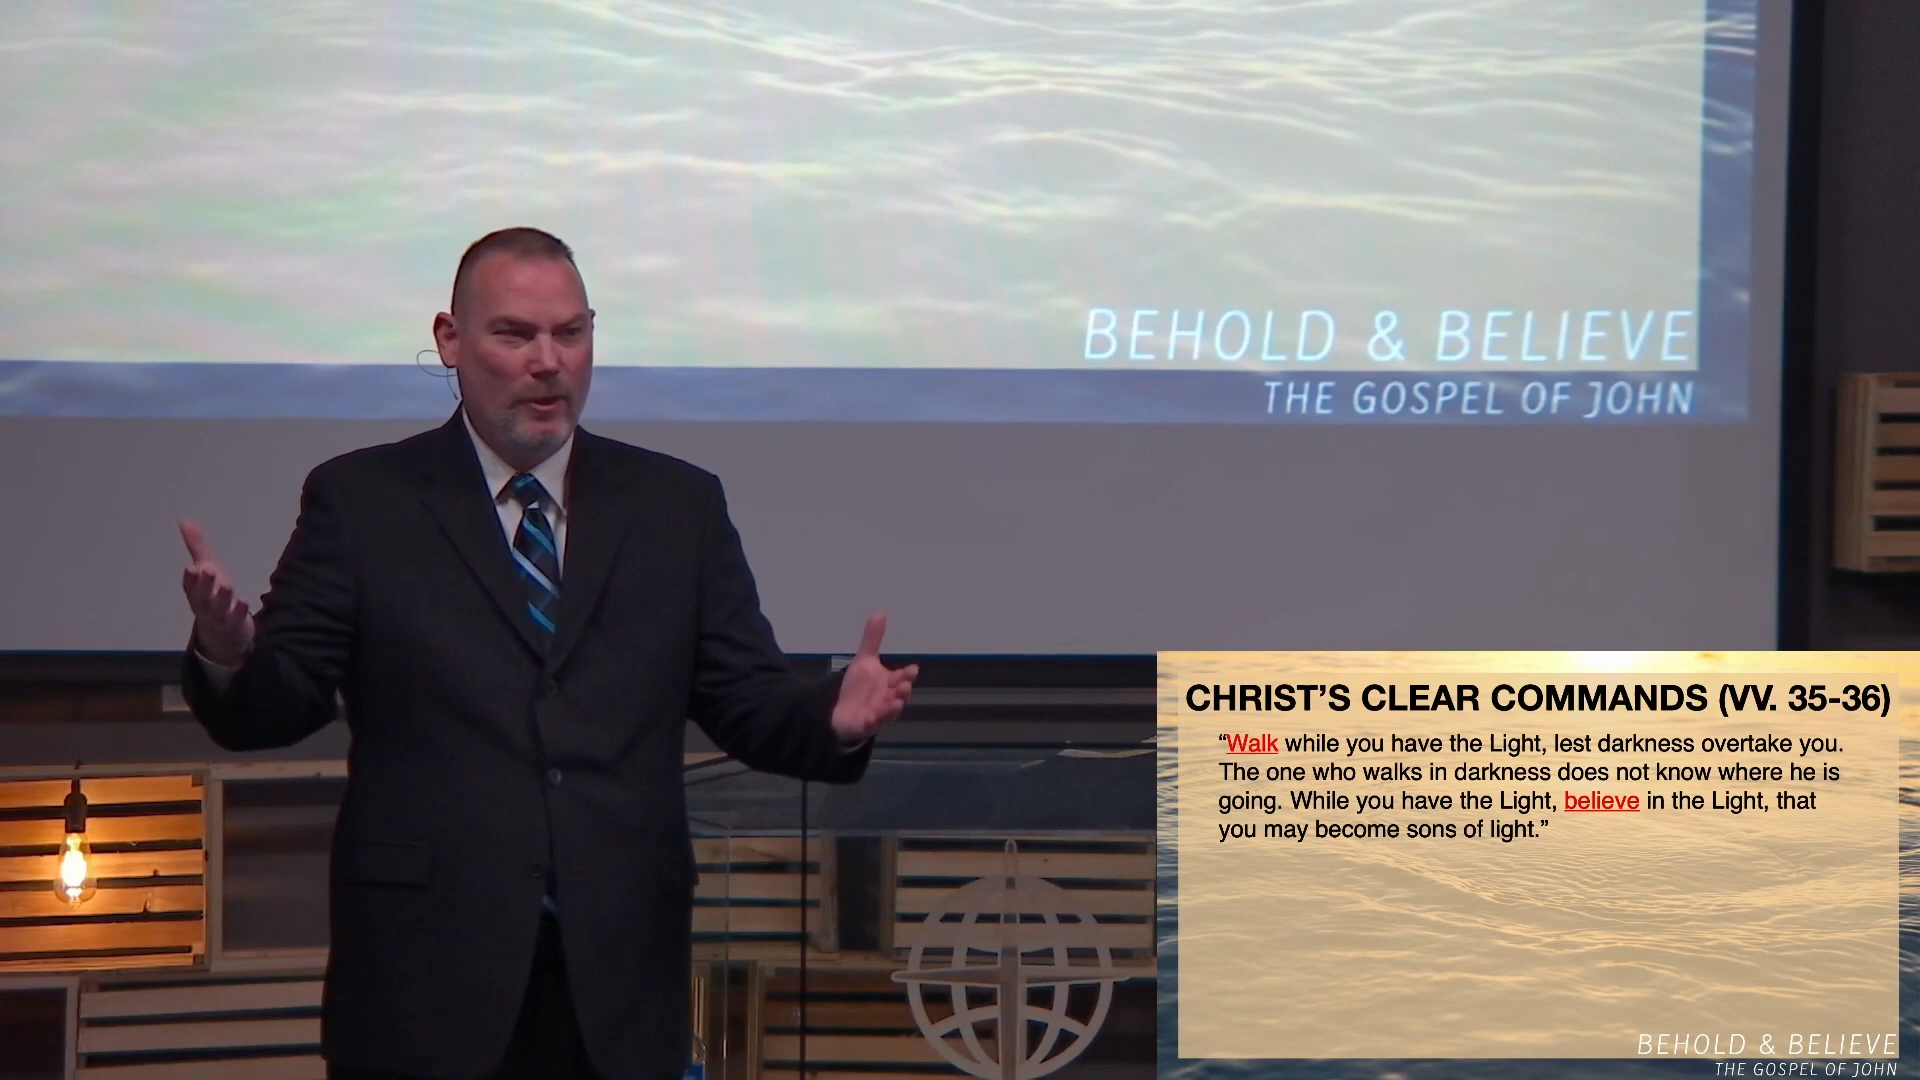 BEHOLD & BELIEVE
THE GOSPEL OF JOHN
CHRIST’S CLEAR COMMANDS (VV. 35-36)
“Walk while you have the Light, lest darkness overtake you.
The one who walks in darkness does not know where he is
going. While you have the Light, believe in the Light, that
you may become sons of light.”
BEHOLD & BELIEVE
THE GOSPEL OF JOHN